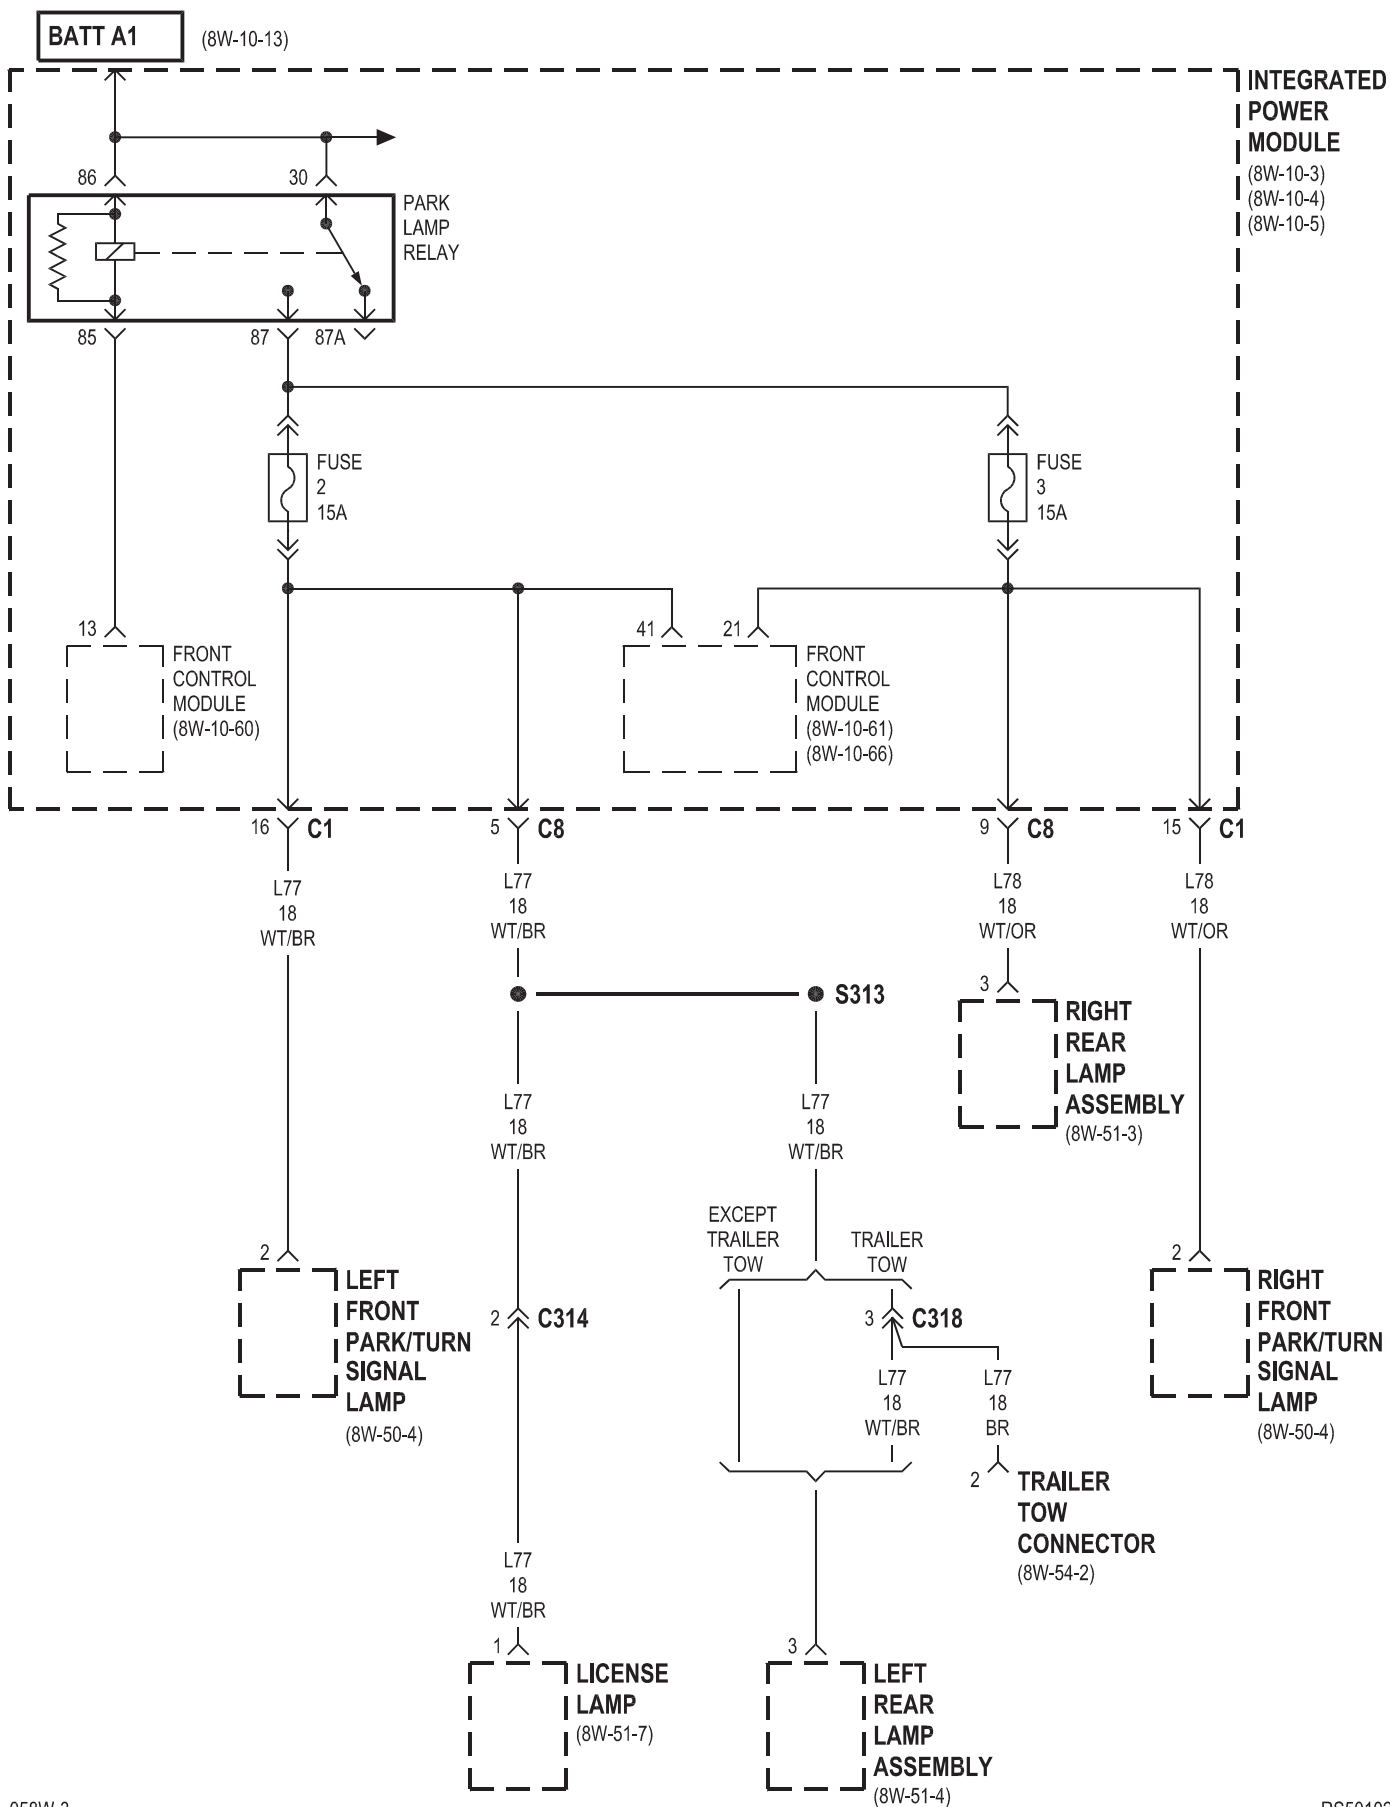 BATT A1
(8W-10-13)
INTEGRATED
POWER
MODULE
(8W-10-3)
(8W-10-4)
(8W-10-5)
86
30
PARK
LAMP
RELAY
85
87
87A
FUSE
2
15A
FUSE
3
15A
13
FRONT
CONTROL
MODULE
(8W-10-60)
41
21
FRONT
CONTROL
MODULE
(8W-10-61)
(8W-10-66)
16
C1
5
C8
9
C8
15
C1
L77
18
WT/BR
L77
18
WT/BR
L78
18
WT/OR
L78
18
WT/OR
S313
3
RIGHT
REAR
LAMP
ASSEMBLY
(8W-51-3)
L77
18
WT/BR
L77
18
WT/BR
EXCEPT
TRAILER
TOW
TRAILER
TOW
2
LEFT
FRONT
PARK/TURN
SIGNAL
LAMP
(8W-50-4)
2
C314
3
C318
2
RIGHT
FRONT
PARK/TURN
SIGNAL
LAMP
(8W-50-4)
L77
18
WT/BR
L77
18
BR
2
TRAILER
TOW
CONNECTOR
(8W-54-2)
L77
18
WT/BR
1
LICENSE
LAMP
(8W-51-7)
3
LEFT
REAR
LAMP
ASSEMBLY
(8W-51-4)